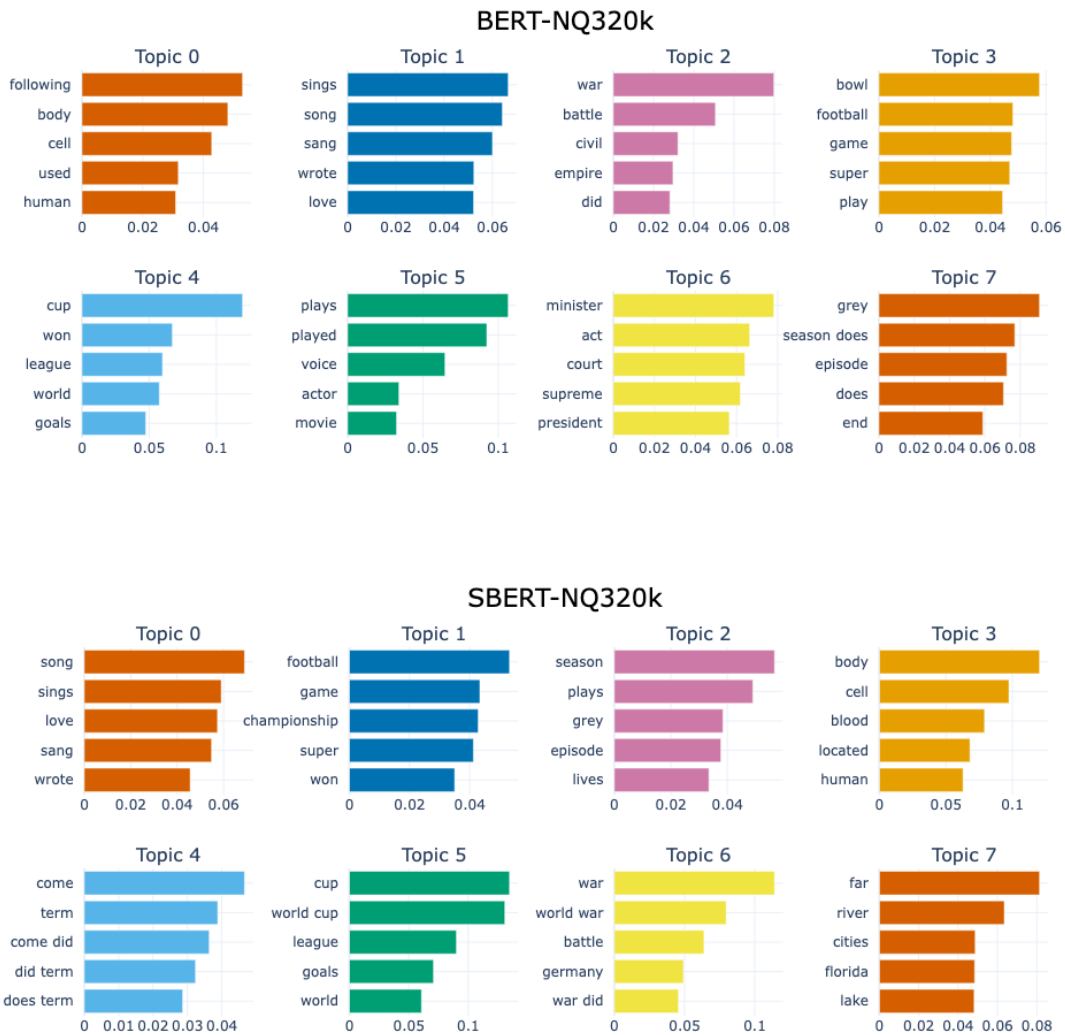 BERT-NQ320k
Topic 0
following
body
cell
used
human
0 0.02 0.04
Topic 1
sings
song
sang
wrote
love
0 0.02 0.04 0.06
Topic 2
war
battle
civil
empire
did
0 0.02 0.04 0.06 0.08
Topic 3
bowl
football
game
super
play
0 0.02 0.04 0.06
Topic 4
cup
won
league
world
goals
0 0.05 0.1
Topic 5
plays
played
voice
actor
movie
0 0.05 0.1
Topic 6
minister
act
court
supreme
president
0 0.02 0.04 0.06 0.08
Topic 7
grey
season does
episode
does
end
0 0.02 0.04 0.06 0.08
SBERT-NQ320k
Topic 0
song
sings
love
sang
wrote
0 0.02 0.04 0.06
Topic 1
football
game
championship
super
won
0 0.02 0.04
Topic 2
season
plays
grey
episode
lives
0 0.02 0.04
Topic 3
body
cell
blood
located
human
0 0.05 0.1
Topic 4
come
term
come did
did term
does term
0 0.01 0.02 0.03 0.04
Topic 5
cup
world cup
league
goals
world
0 0.05 0.1
Topic 6
war
world war
battle
germany
war did
0 0.05 0.1
Topic 7
far
river
cities
florida
lake
0 0.02 0.04 0.06 0.08